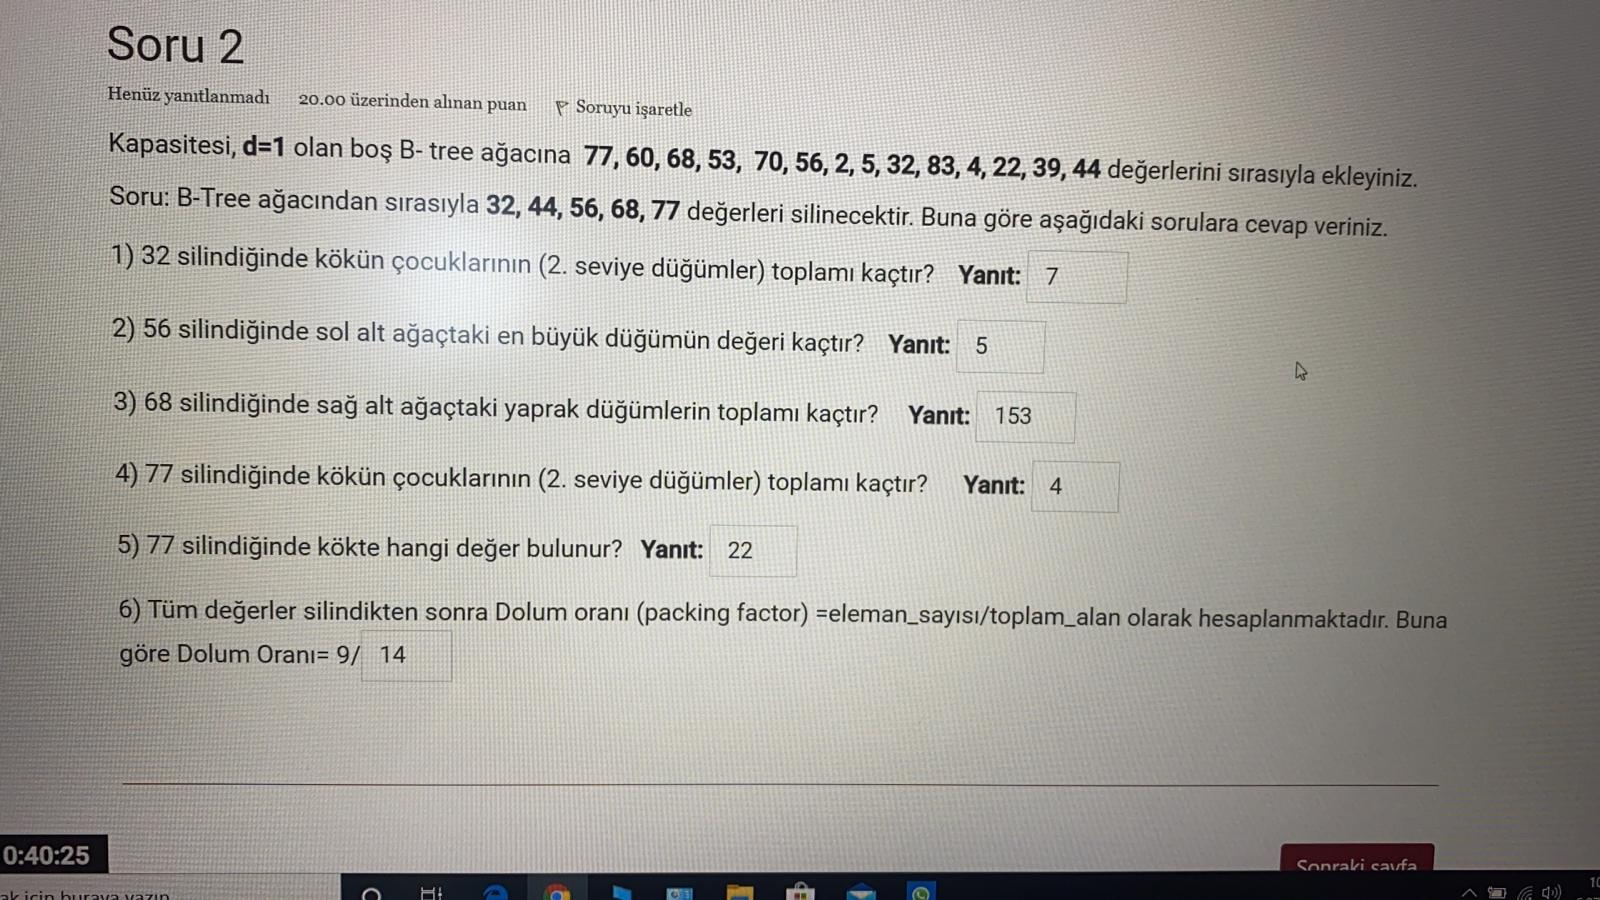 Soru 2
Henüz yanıtlanmadı 20.00 üzerinden alınan puan Soruyu işaretle
Kapasitesi, d=1 olan boş B- tree ağacına 77, 60, 68, 53, 70, 56, 2, 5, 32, 83, 4, 22, 39, 44 değerlerini sırasıyla ekleyiniz.
Soru: B-Tree ağacından sırasıyla 32, 44, 56, 68, 77 değerleri silinecektir. Buna göre aşağıdaki sorulara cevap veriniz.
1) 32 silindiğinde kökün çocuklarının (2. seviye düğümler) toplamı kaçtır? Yanıt: 7
2) 56 silindiğinde sol alt ağaçtaki en büyük düğümün değeri kaçtır? Yanıt: 5
3) 68 silindiğinde sağ alt ağaçtaki yaprak düğümlerin toplamı kaçtır? Yanıt: 153
4) 77 silindiğinde kökün çocuklarının (2. seviye düğümler) toplamı kaçtır? Yanıt: 4
5) 77 silindiğinde kökte hangi değer bulunur? Yanıt: 22
6) Tüm değerler silindikten sonra Dolum oranı (packing factor) =eleman_sayısı/toplam_alan olarak hesaplanmaktadır. Buna
göre Dolum Oranı= 9/ 14
0:40:25
Sonraki sayfa